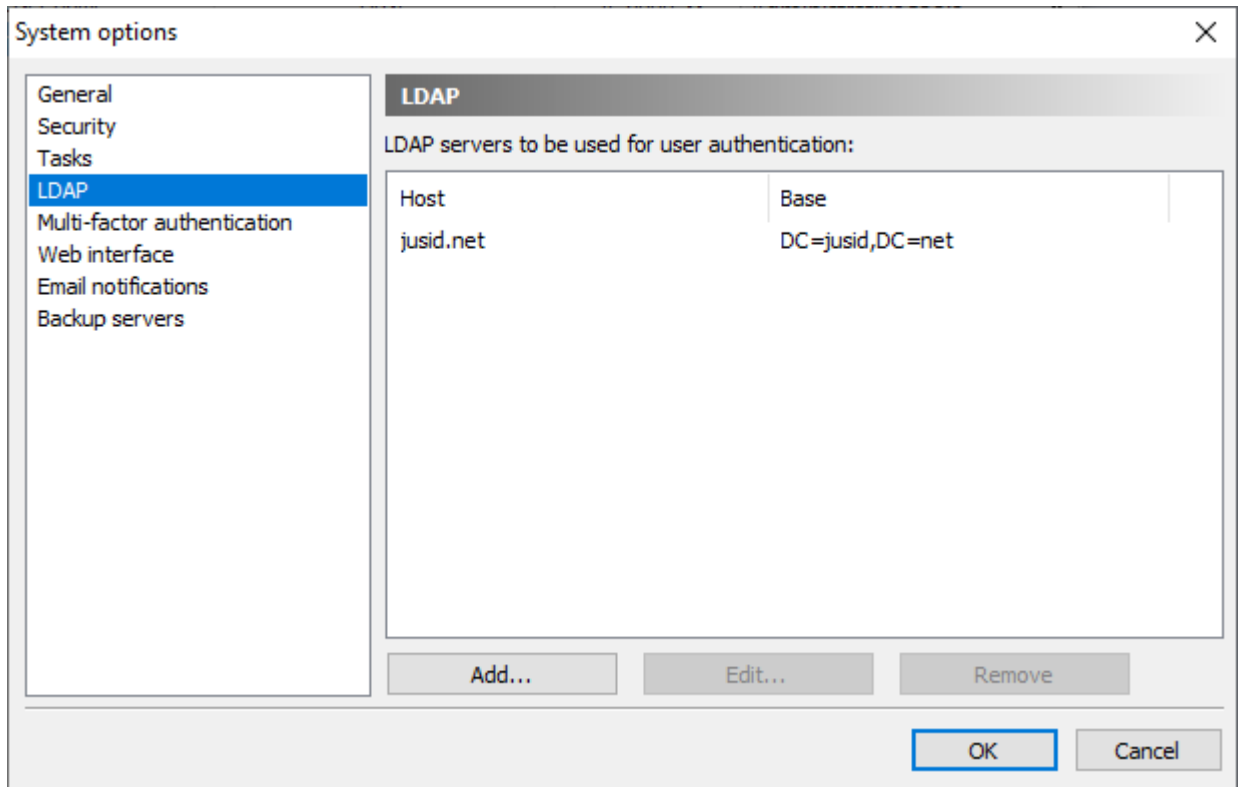 System options
General
Security
Tasks
LDAP
Multi-factor authentication
Web interface
Email notifications
Backup servers
LDAP
LDAP servers to be used for user authentication:
Host Base
jusid.net DC=jusid,DC=net
Add... Edit... Remove
OK Cancel